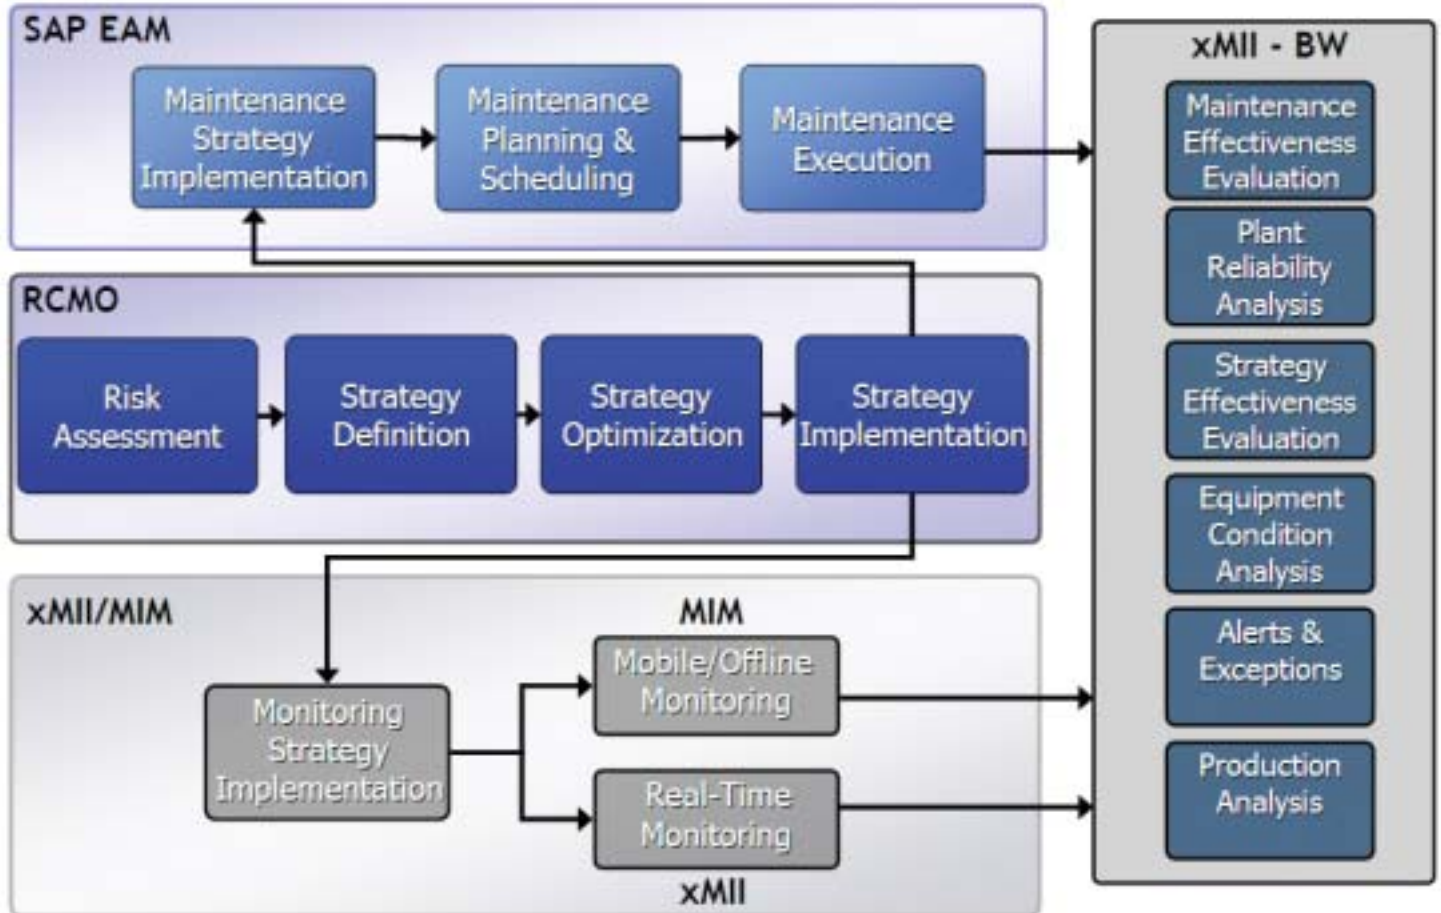 SAP EAM
Maintenance
Strategy
Implementation
Maintenance
Planning &
Scheduling
Maintenance
Execution
RCMO
Risk
Assessment
Strategy
Definition
Strategy
Optimization
Strategy
Implementation
xMII/MIM
Monitoring
Strategy
Implementation
MIM
Mobile/Offline
Monitoring
Real-Time
Monitoring
xMII
xMII - BW
Maintenance
Effectiveness
Evaluation
Plant
Reliability
Analysis
Strategy
Effectiveness
Evaluation
Equipment
Condition
Analysis
Alerts &
Exceptions
Production
Analysis